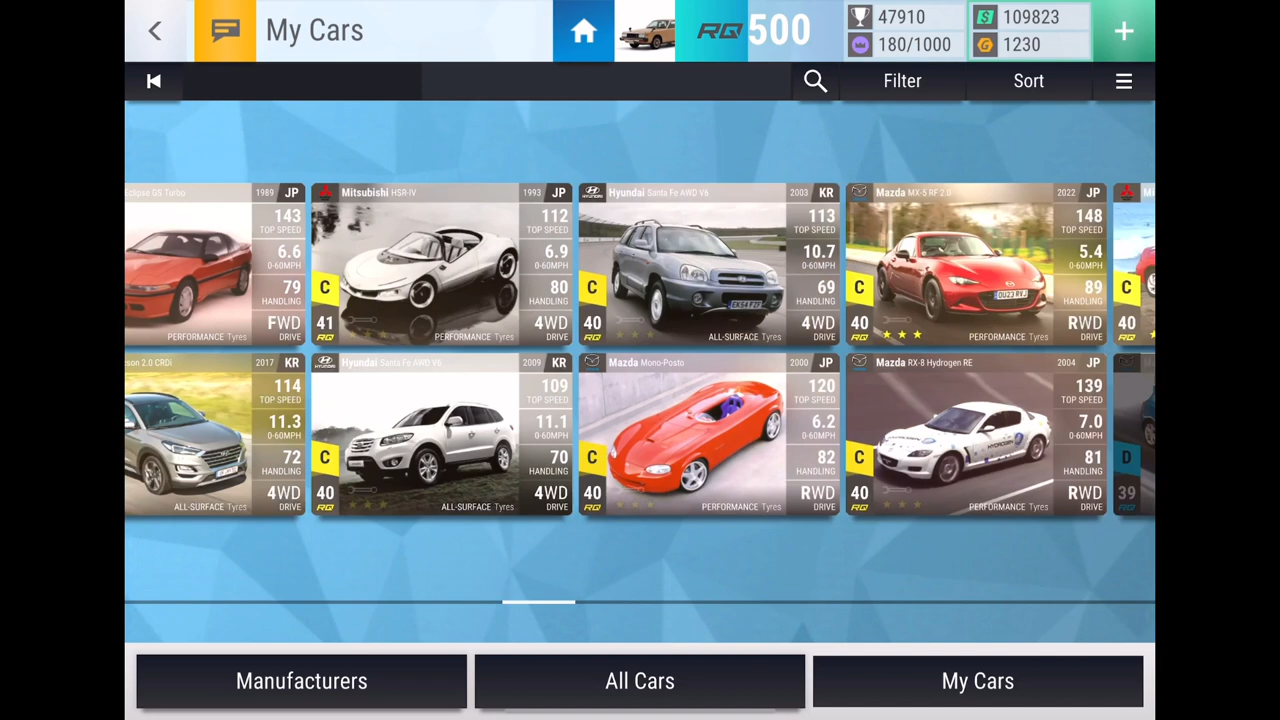 My Cars
RQ 500
47910
180/1000
109823
1230
+
Filter
Sort
Eclipse GS Turbo 1989 JP
143
TOP SPEED
6.6
0-60MPH
79
HANDLING
FWD
DRIVE
PERFORMANCE Tyres
Mitsubishi HSR-IV 1993 JP
112
TOP SPEED
6.9
0-60MPH
80
HANDLING
4WD
DRIVE
C
41
RQ
PERFORMANCE Tyres
Hyundai Santa Fe AWD V6 2003 KR
113
TOP SPEED
10.7
0-60MPH
69
HANDLING
4WD
DRIVE
C
40
RQ
ALL-SURFACE Tyres
Mazda MX-5 RF 2.0 2022 JP
148
TOP SPEED
5.4
0-60MPH
89
HANDLING
RWD
DRIVE
C
40
RQ
PERFORMANCE Tyres
C
40
RQ
son 2.0 CRDi 2017 KR
114
TOP SPEED
11.3
0-60MPH
72
HANDLING
4WD
DRIVE
ALL-SURFACE Tyres
Hyundai Santa Fe AWD V6 2009 KR
109
TOP SPEED
11.1
0-60MPH
70
HANDLING
4WD
DRIVE
C
40
RQ
ALL-SURFACE Tyres
Mazda Mono-Posto 2000 JP
120
TOP SPEED
6.2
0-60MPH
82
HANDLING
RWD
DRIVE
C
40
RQ
PERFORMANCE Tyres
Mazda RX-8 Hydrogen RE 2004 JP
139
TOP SPEED
7.0
0-60MPH
81
HANDLING
RWD
DRIVE
C
40
RQ
PERFORMANCE Tyres
D
39
RQ
Manufacturers
All Cars
My Cars